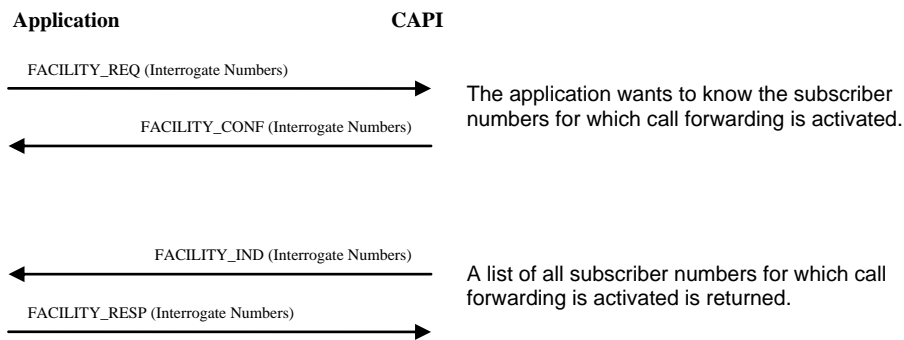 Application CAPI
FACILITY_REQ (Interrogate Numbers)
The application wants to know the subscriber
numbers for which call forwarding is activated.
FACILITY_CONF (Interrogate Numbers)
FACILITY_IND (Interrogate Numbers)
A list of all subscriber numbers for which call
forwarding is activated is returned.
FACILITY_RESP (Interrogate Numbers)